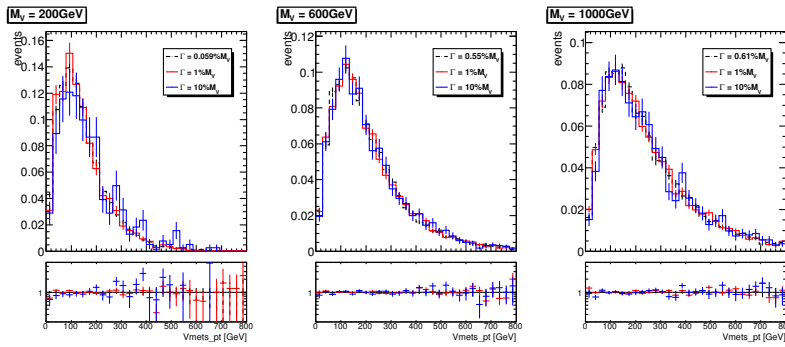 M_V = 200GeV
events
0.16
0.14
0.12
0.1
0.08
0.06
0.04
0.02
0
Γ = 0.059%M_V
Γ = 1%M_V
Γ = 10%M_V
1
0 100 200 300 400 500 600 700 800
Vmets_pt [GeV]
M_V = 600GeV
events
0.12
0.1
0.08
0.06
0.04
0.02
Γ = 0.55%M_V
Γ = 1%M_V
Γ = 10%M_V
1
0 100 200 300 400 500 600 700 800
Vmets_pt [GeV]
M_V = 1000GeV
events
0.1
0.08
0.06
0.04
0.02
0
Γ = 0.61%M_V
Γ = 1%M_V
Γ = 10%M_V
1
0 100 200 300 400 500 600 700 800
Vmets_pt [GeV]